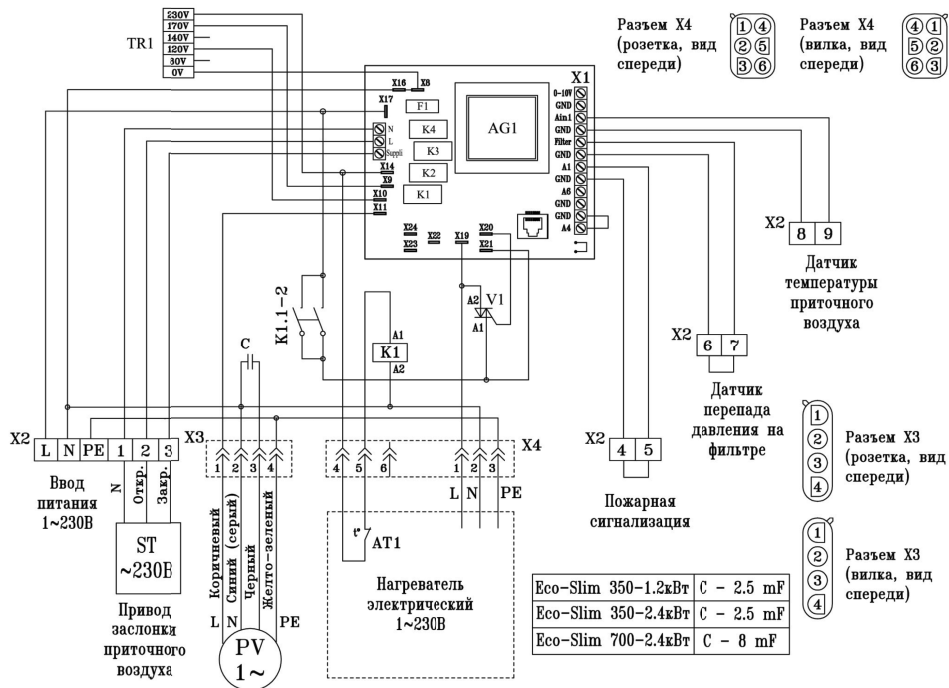 TR1
230V
170V
140V
120V
80V
0V
Разъем X4
(розетка, вид
спереди)
1 4
2 5
3 6
Разъем X4
(вилка, вид
спереди)
4 1
5 2
6 3
X16
X8
X17
F1
N
L
Suppli
K4
K3
K2
K1
X14
X9
X10
X11
AG1
X1
0-10V
GND
Ain1
GND
Filter
GND
A1
GND
A6
GND
GND
A4
X24
X23
X22
X19
X20
X21
K1.1-2
C
A1
K1
A2
A2
V1
A1
X2
8 9
Датчик
температуры
приточного
воздуха
X2
6 7
Датчик
перепада
давления на
фильтре
X2
4 5
Пожарная
сигнализация
X2
L N PE 1 2 3
Ввод
питания
1~230В
N
Откр.
Закр.
ST
~230В
Привод
заслонки
приточного
воздуха
X3
1 2 3 4
Коричневый
Синий (серый)
Черный
Желто-зеленый
L N
PE
PV
1~
X4
4 5 6 1 2 3
L N PE
t°
AT1
Нагреватель
электрический
1~230В
1
2
3
4
Разъем X3
(розетка, вид
спереди)
1
2
3
4
Разъем X3
(вилка, вид
спереди)
Eco-Slim 350-1.2кВт C - 2.5 mF
Eco-Slim 350-2.4кВт C - 2.5 mF
Eco-Slim 700-2.4кВт C - 8 mF